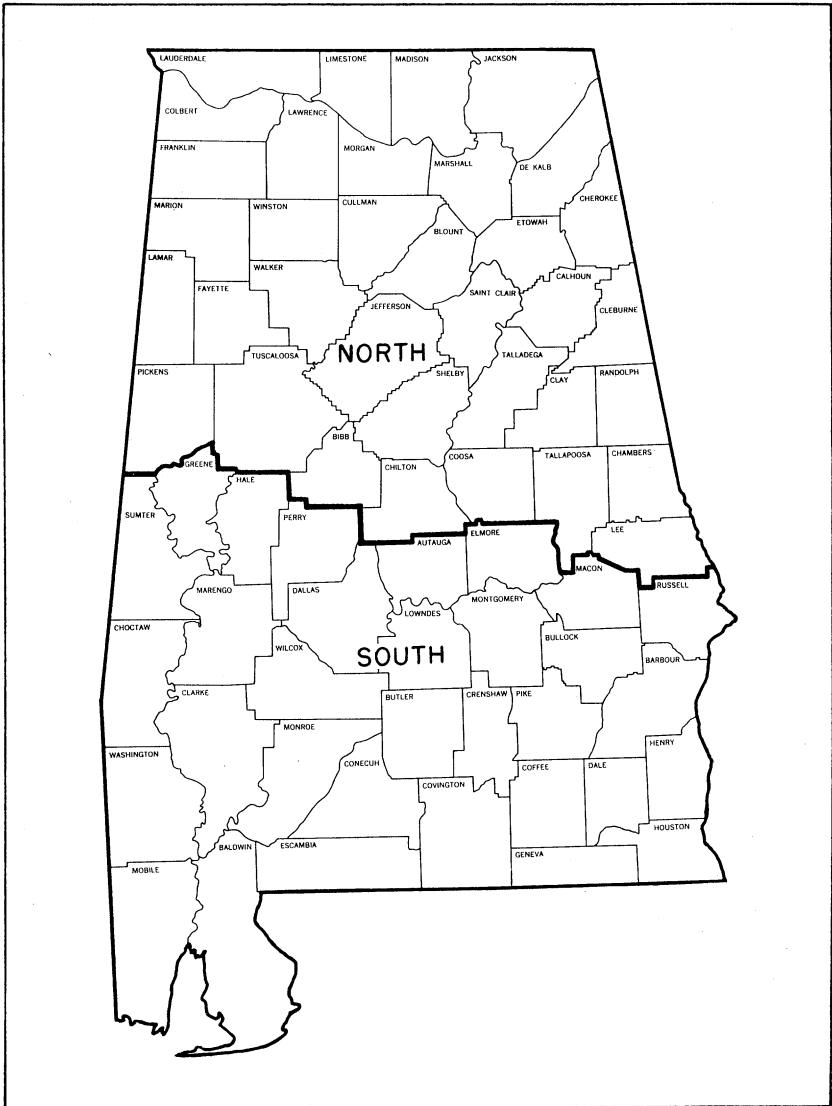 LAUDERDALE
LIMESTONE
MADISON
JACKSON
COLBERT
LAWRENCE
FRANKLIN
MORGAN
MARSHALL
DE KALB
CHEROKEE
MARION
WINSTON
CULLMAN
BLOUNT
ETOWAH
LAMAR
WALKER
FAYETTE
JEFFERSON
SAINT CLAIR
CALHOUN
CLEBURNE
NORTH
TUSCALOOSA
TALLADEGA
PICKENS
SHELBY
CLAY
RANDOLPH
BIBB
GREENE
HALE
CHILTON
COOSA
TALLAPOOSA
CHAMBERS
SUMTER
PERRY
AUTAUGA
ELMORE
LEE
MACON
RUSSELL
MARENGO
DALLAS
LOWNDES
MONTGOMERY
CHOCTAW
WILCOX
SOUTH
BULLOCK
BARBOUR
CLARKE
BUTLER
CRENSHAW
PIKE
MONROE
WASHINGTON
CONECUH
COVINGTON
COFFEE
DALE
HENRY
HOUSTON
BALDWIN
ESCAMBIA
GENEVA
MOBILE